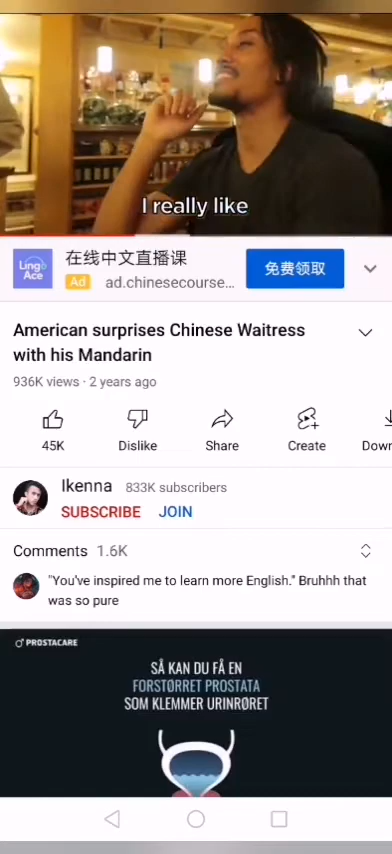 I really like
Ling
Ace
在线中文直播课
Ad ad.chinesecourse...
免费领取
American surprises Chinese Waitress
with his Mandarin
936K views · 2 years ago
45K
Dislike
Share
Create
Down
Ikenna 833K subscribers
SUBSCRIBE JOIN
Comments 1.6K
"You've inspired me to learn more English." Bruhhh that
was so pure
PROSTACARE
SÅ KAN DU FÅ EN
FORSTØRRET PROSTATA
SOM KLEMMER URINRØRET